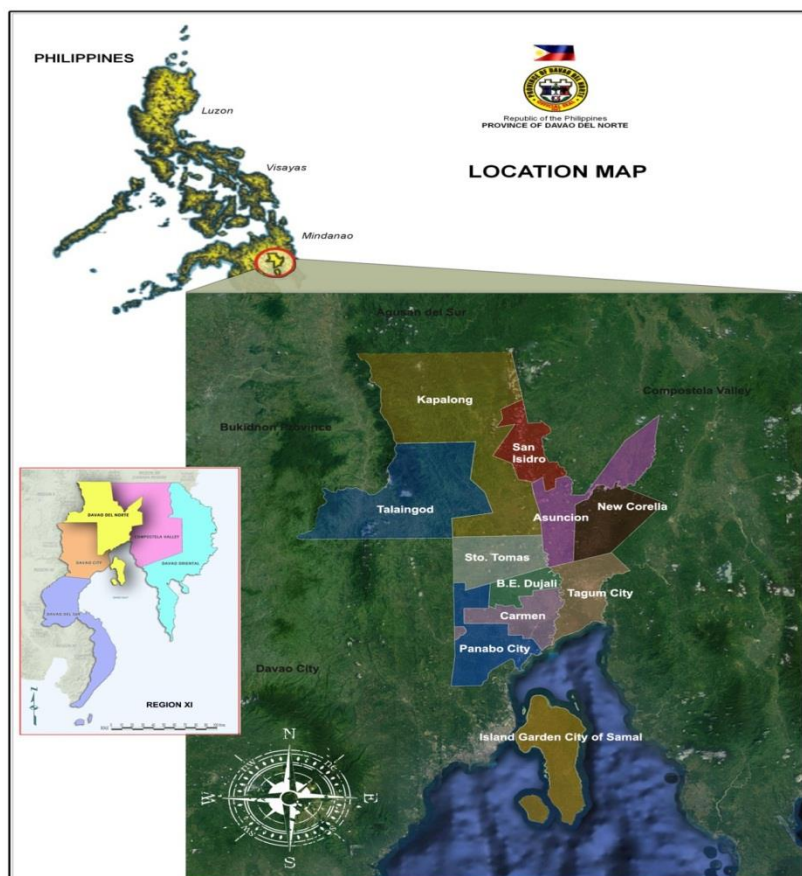 PHILIPPINES
Luzon
Visayas
Mindanao
Republic of the Philippines
PROVINCE OF DAVAO DEL NORTE
LOCATION MAP
Agusan del Sur
Compostela Valley
Bukidnon Province
Kapalong
San
Isidro
Talaingod
Asuncion
New Corella
Sto. Tomas
B.E. Dujali
Tagum City
Carmen
Panabo City
Davao City
Island Garden City of Samal
DAVAO DEL NORTE
COMPOSTELA VALLEY
DAVAO CITY
DAVAO ORIENTAL
DAVAO DEL SUR
REGION XI
N
W
E
S